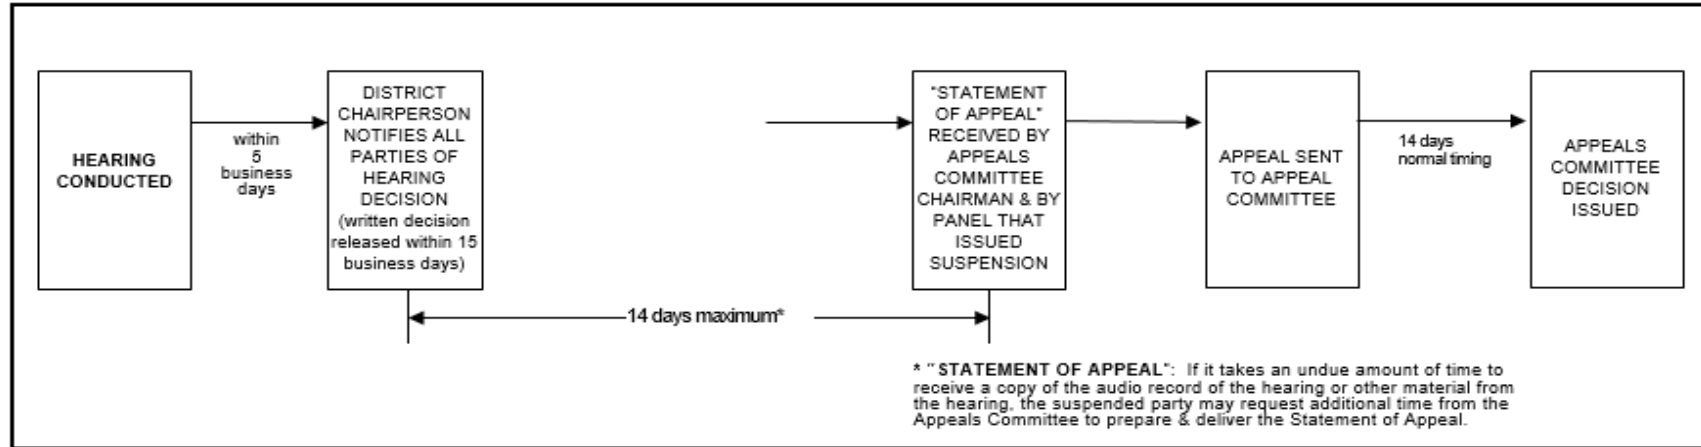 HEARING
CONDUCTED
within
5
business
days
DISTRICT
CHAIRPERSON
NOTIFIES ALL
PARTIES OF
HEARING
DECISION
(written decision
released within 15
business days)
"STATEMENT
OF APPEAL"
RECEIVED BY
APPEALS
COMMITTEE
CHAIRMAN & BY
PANEL THAT
ISSUED
SUSPENSION
APPEAL SENT
TO APPEAL
COMMITTEE
14 days
normal timing
APPEALS
COMMITTEE
DECISION
ISSUED
14 days maximum*
* "STATEMENT OF APPEAL": If it takes an undue amount of time to
receive a copy of the audio record of the hearing or other material from
the hearing, the suspended party may request additional time from the
Appeals Committee to prepare & deliver the Statement of Appeal.